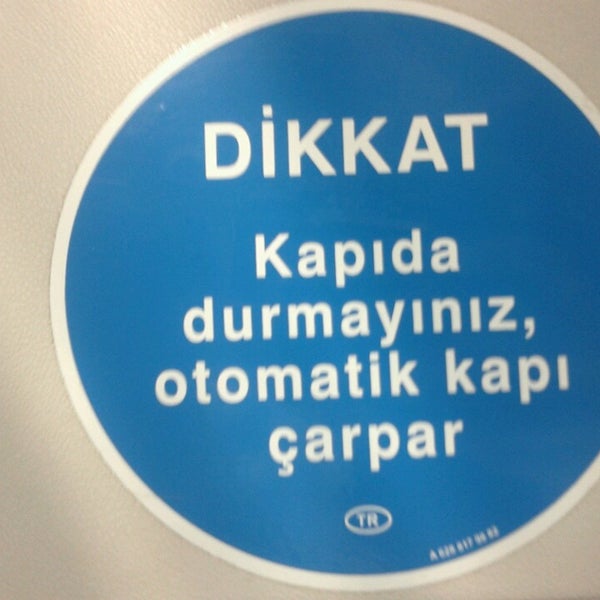 DİKKAT
Kapıda
durmayınız,
otomatik kapı
çarpar
TR